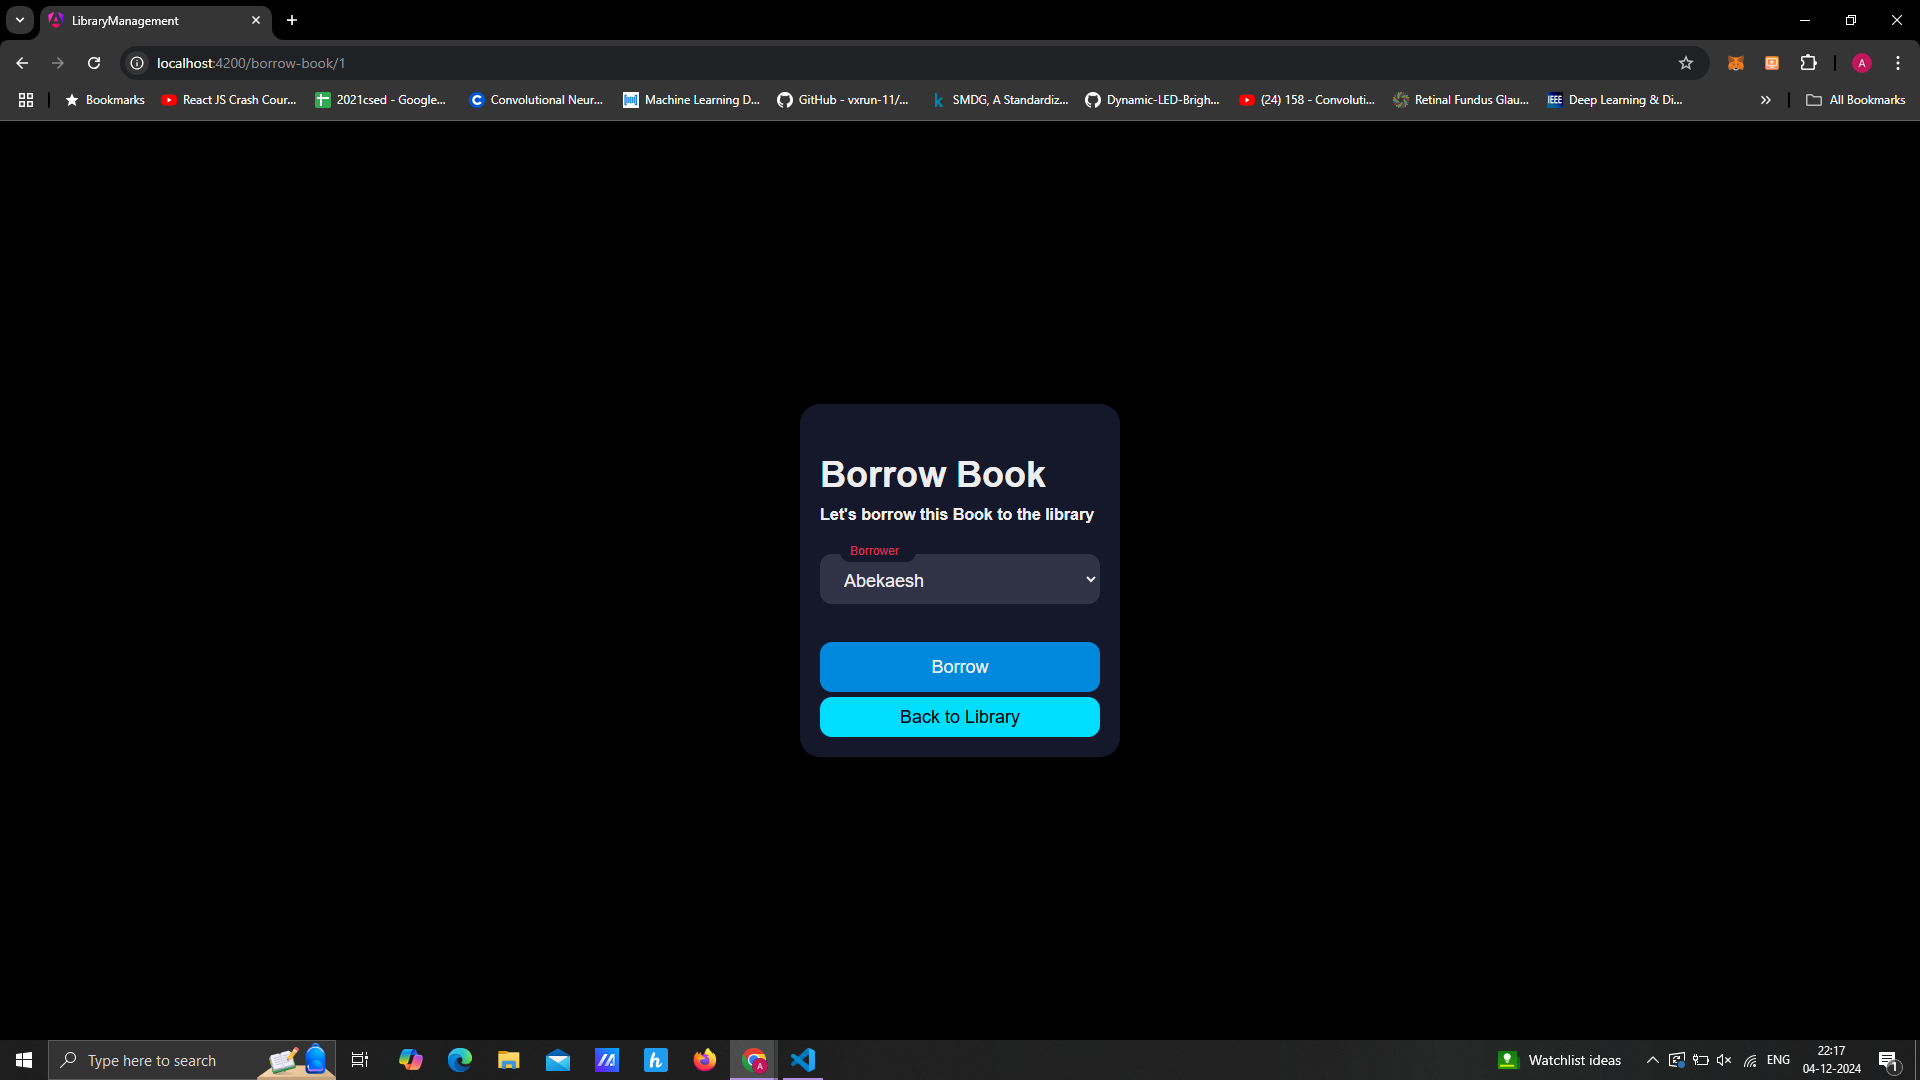 LibraryManagement
localhost:4200/borrow-book/1
A
Bookmarks
React JS Crash Cour...
2021csed - Google...
Convolutional Neur...
Machine Learning D...
GitHub - vxrun-11/...
SMDG, A Standardiz...
Dynamic-LED-Brigh...
(24) 158 - Convoluti...
Retinal Fundus Glau...
IEEE
Deep Learning & Di...
All Bookmarks
Borrow Book
Let's borrow this Book to the library
Borrower
Abekaesh
Borrow
Back to Library
Type here to search
Watchlist ideas
ENG
22:17
04-12-2024
1